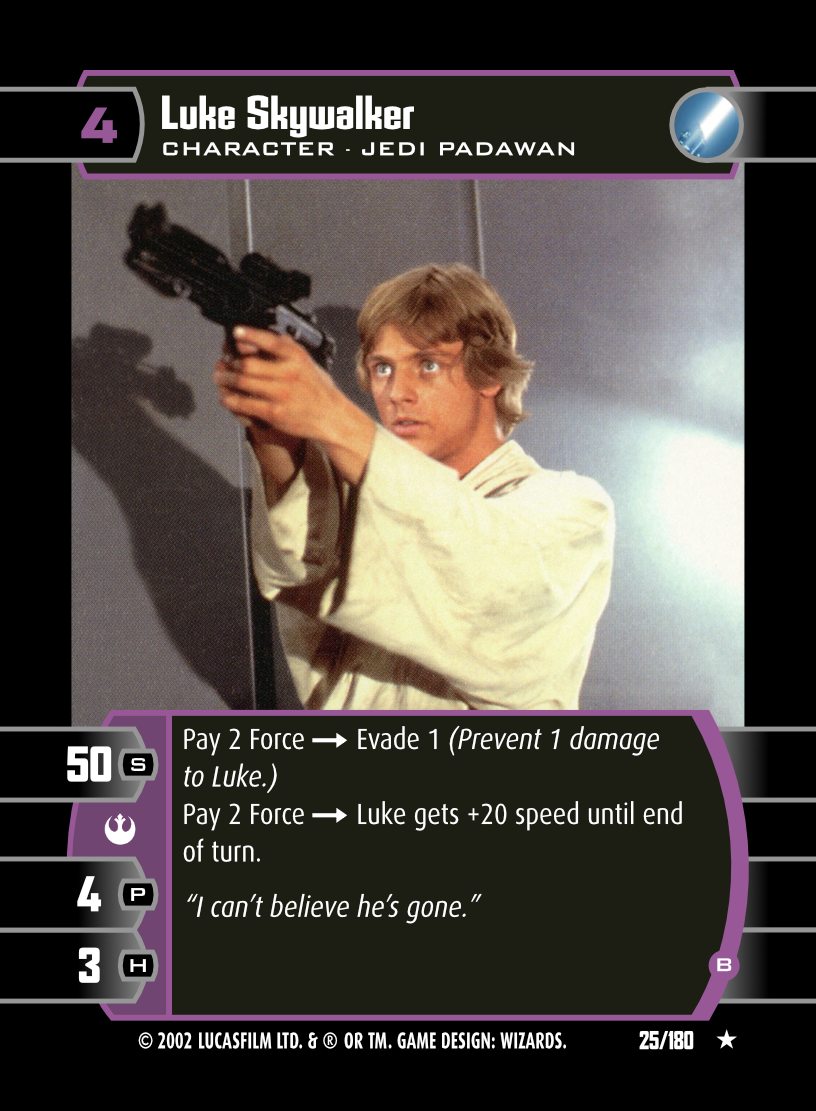 4
Luke Skywalker
CHARACTER - JEDI PADAWAN
50 S
Pay 2 Force → Evade 1 (Prevent 1 damage
to Luke.)
Pay 2 Force → Luke gets +20 speed until end
of turn.
4 P
“I can’t believe he’s gone.”
3 H
B
© 2002 LUCASFILM LTD. & ® OR TM. GAME DESIGN: WIZARDS.
25/180 ★